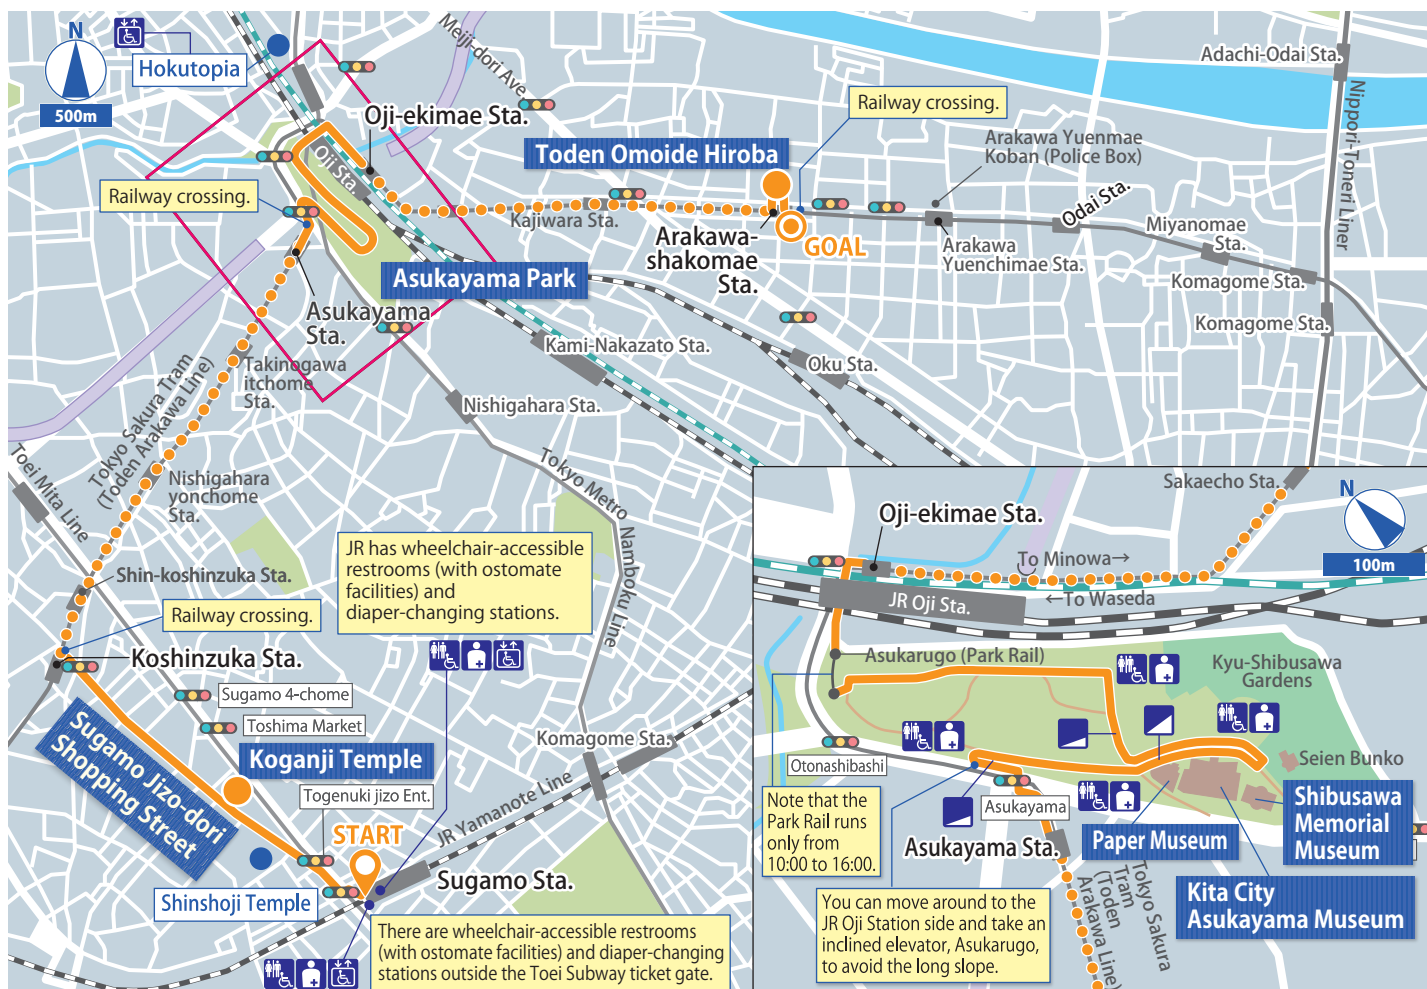 N
500m
Hokutopia
Meiji-dori Ave
Adachi-Odai Sta.
Nippori-Toneri Liner
Oji-ekimae Sta.
Railway crossing.
Toden Omoide Hiroba
Arakawa Yuenmae
Koban (Police Box)
Oji Sta.
Railway crossing.
Kajiwara Sta.
Odai Sta.
Miyanomae
Sta.
Arakawa-
shakomae
Sta.
GOAL
Arakawa
Yuenchimae Sta.
Komagome Sta.
Asukayama Park
Asukayama
Sta.
Komagome Sta.
Kami-Nakazato Sta.
Oku Sta.
Takinogawa
itchome
Sta.
Nishigahara Sta.
Tokyo Sakura Tram
(Toden Arakawa Line)
Toei Mita Line
Nishigahara
yonchome
Sta.
Tokyo Metro Namboku Line
JR has wheelchair-accessible
restrooms (with ostomate
facilities) and
diaper-changing stations.
Shin-koshinzuka Sta.
Railway crossing.
Koshinzuka Sta.
Sugamo 4-chome
Toshima Market
Sugamo Jizo-dori
Shopping Street
Koganji Temple
Togenuki jizo Ent.
Komagome Sta.
JR Yamanote Line
START
Sugamo Sta.
Shinshoji Temple
There are wheelchair-accessible restrooms
(with ostomate facilities) and diaper-changing
stations outside the Toei Subway ticket gate.
Sakaecho Sta.
N
100m
Oji-ekimae Sta.
To Minowa→
←To Waseda
JR Oji Sta.
Asukarugo (Park Rail)
Kyu-Shibusawa
Gardens
Otonashibashi
Seien Bunko
Note that the
Park Rail runs
only from
10:00 to 16:00.
Asukayama
Asukayama Sta.
Paper Museum
Shibusawa
Memorial
Museum
Kita City
Asukayama Museum
You can move around to the
JR Oji Station side and take an
inclined elevator, Asukarugo,
to avoid the long slope.
Tokyo Sakura
Tram
(Toden
Arakawa Line)